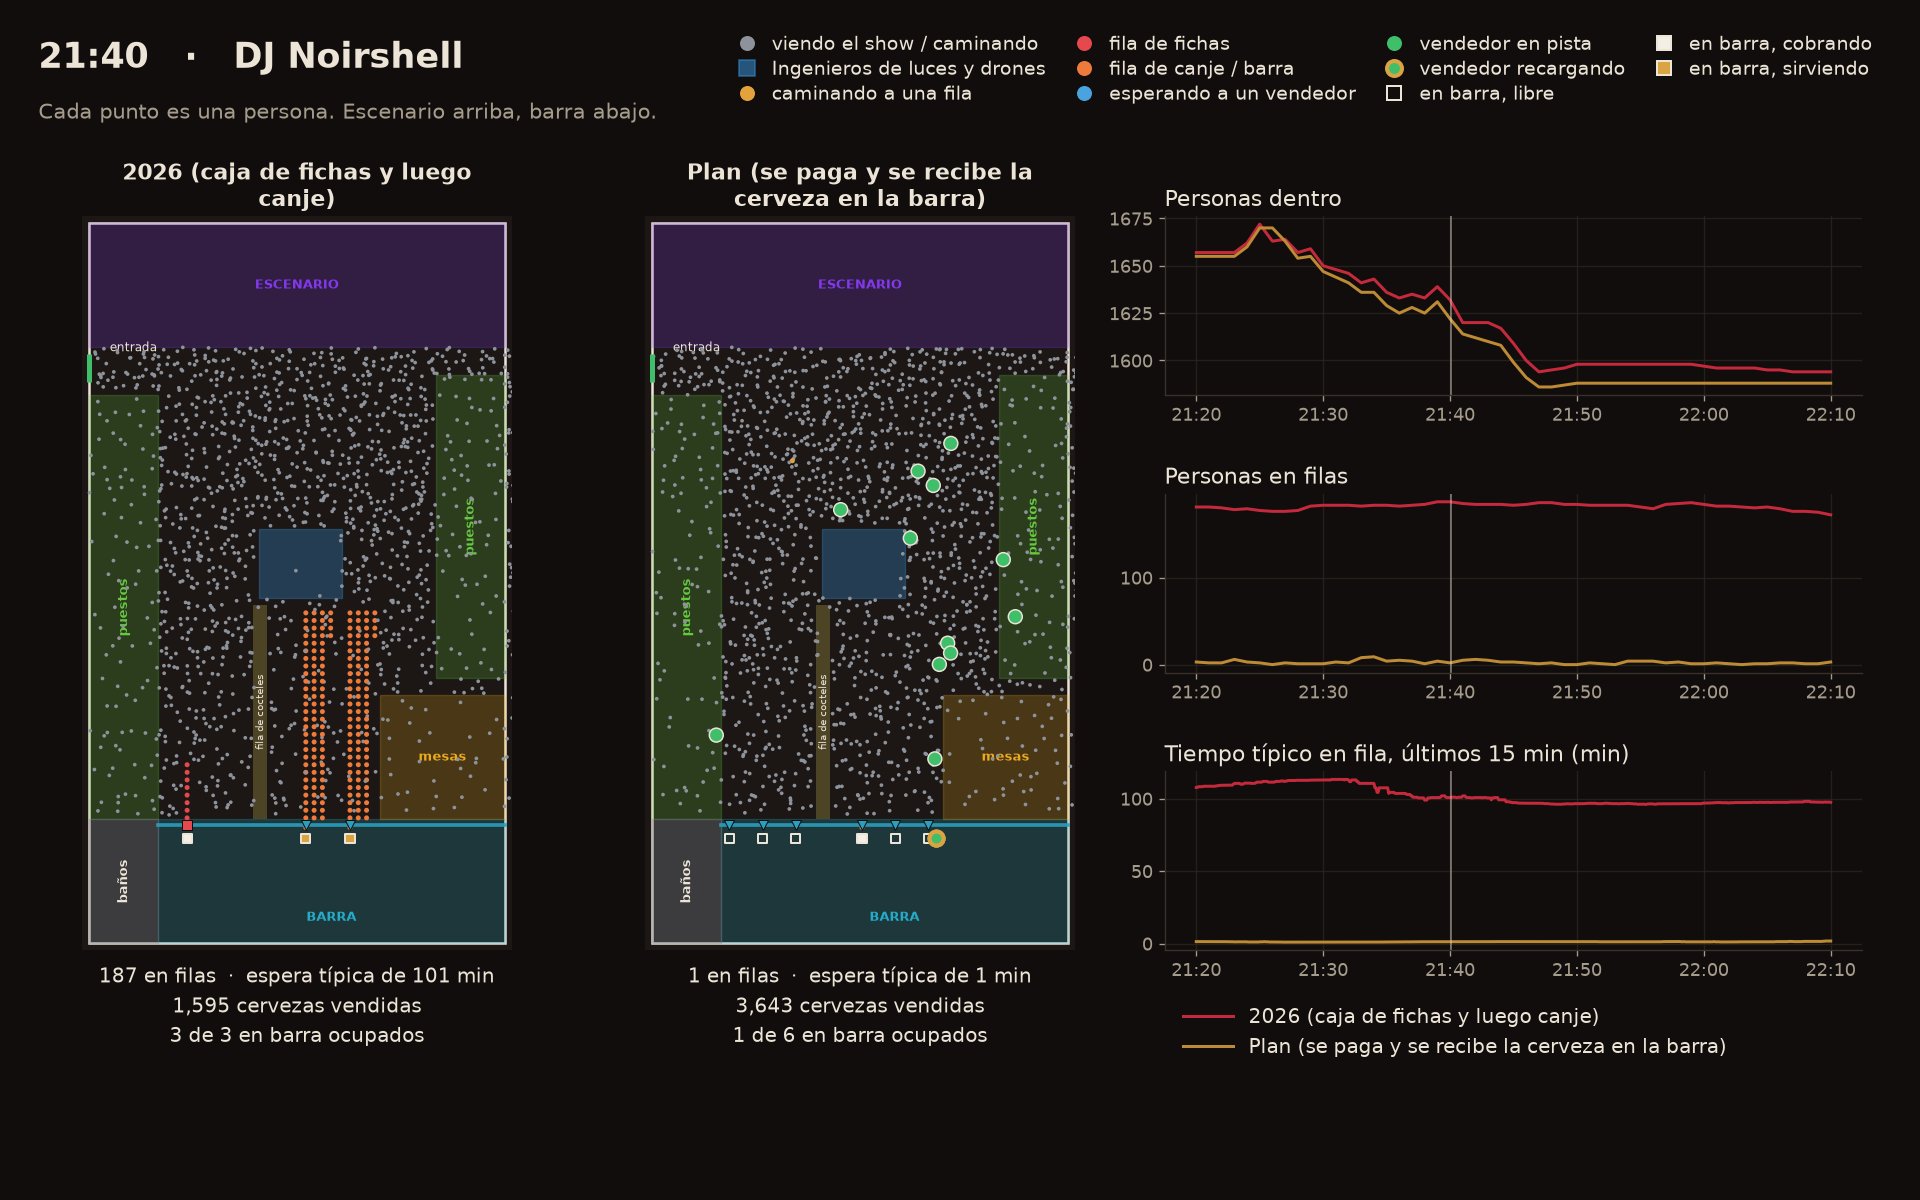 21:40 · DJ Noirshell
Cada punto es una persona. Escenario arriba, barra abajo.
viendo el show / caminando
Ingenieros de luces y drones
caminando a una fila
fila de fichas
fila de canje / barra
esperando a un vendedor
vendedor en pista
vendedor recargando
en barra, libre
en barra, cobrando
en barra, sirviendo
2026 (caja de fichas y luego
canje)
ESCENARIO
entrada
puestos
puestos
fila de cocteles
mesas
baños
BARRA
187 en filas · espera típica de 101 min
1,595 cervezas vendidas
3 de 3 en barra ocupados
Plan (se paga y se recibe la
cerveza en la barra)
ESCENARIO
entrada
puestos
puestos
fila de cocteles
mesas
baños
BARRA
1 en filas · espera típica de 1 min
3,643 cervezas vendidas
1 de 6 en barra ocupados
Personas dentro
1675
1650
1625
1600
21:20 21:30 21:40 21:50 22:00 22:10
Personas en filas
100
0
21:20 21:30 21:40 21:50 22:00 22:10
Tiempo típico en fila, últimos 15 min (min)
100
50
0
21:20 21:30 21:40 21:50 22:00 22:10
2026 (caja de fichas y luego canje)
Plan (se paga y se recibe la cerveza en la barra)